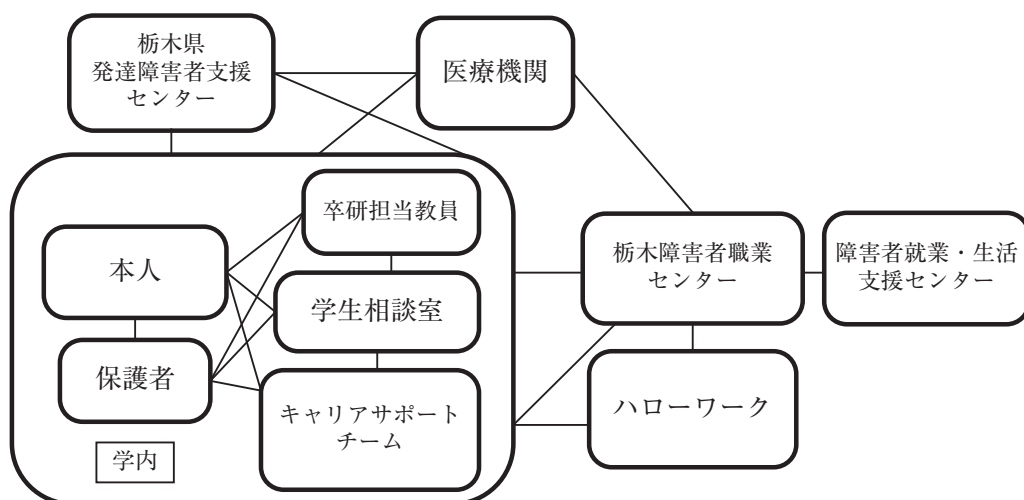 栃木県
発達障害者支援
センター
医療機関
卒研担当教員
本人
学生相談室
保護者
キャリアサポート
チーム
学内
栃木障害者職業
センター
障害者就業・生活
支援センター
ハローワーク